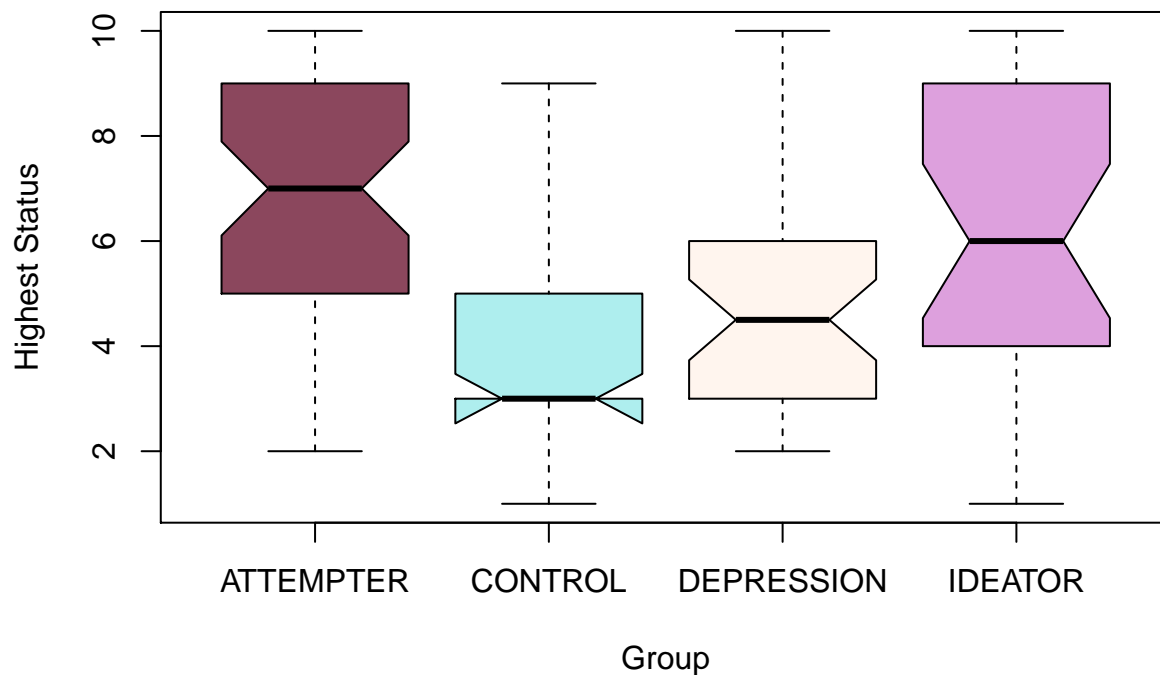 Highest Status
10
8
6
4
2
ATTEMPTER CONTROL DEPRESSION IDEATOR
Group